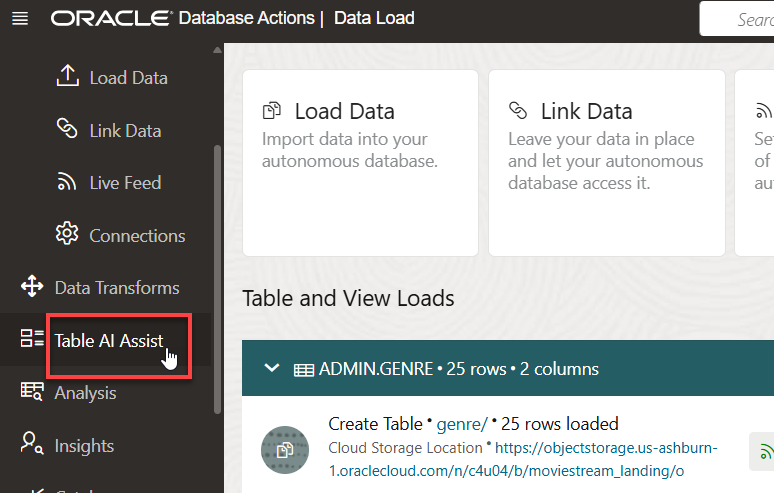 ORACLE® Database Actions | Data Load
Searc
Load Data
Link Data
Live Feed
Connections
Data Transforms
Table AI Assist
Analysis
Insights
Load Data
Import data into your
autonomous database.
Link Data
Leave your data in place
and let your autonomous
database access it.
Se
of
au
Table and View Loads
ADMIN.GENRE • 25 rows • 2 columns
Create Table • genre/ • 25 rows loaded
Cloud Storage Location • https://objectstorage.us-ashburn-
1.oraclecloud.com/n/c4u04/b/moviestream_landing/o